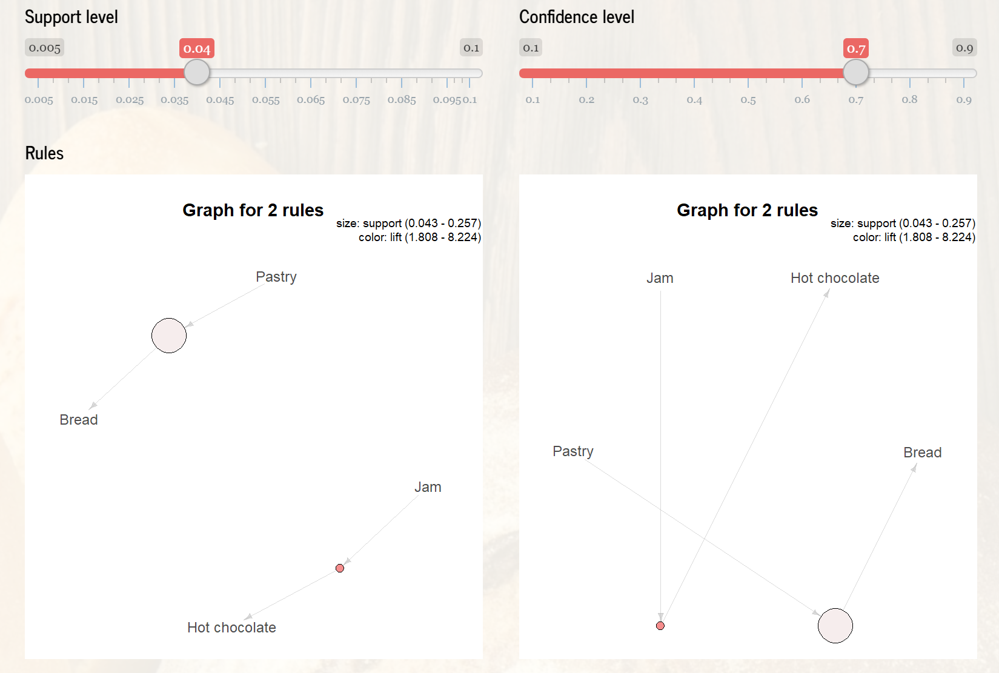 Support level
0.005 0.04 0.1
0.005 0.015 0.025 0.035 0.045 0.055 0.065 0.075 0.085 0.095 0.1
Confidence level
0.1 0.7 0.9
0.1 0.2 0.3 0.4 0.5 0.6 0.7 0.8 0.9
Rules
Graph for 2 rules
size: support (0.043 - 0.257)
color: lift (1.808 - 8.224)
Pastry
Bread
Jam
Hot chocolate
Graph for 2 rules
size: support (0.043 - 0.257)
color: lift (1.808 - 8.224)
Jam Hot chocolate
Pastry Bread